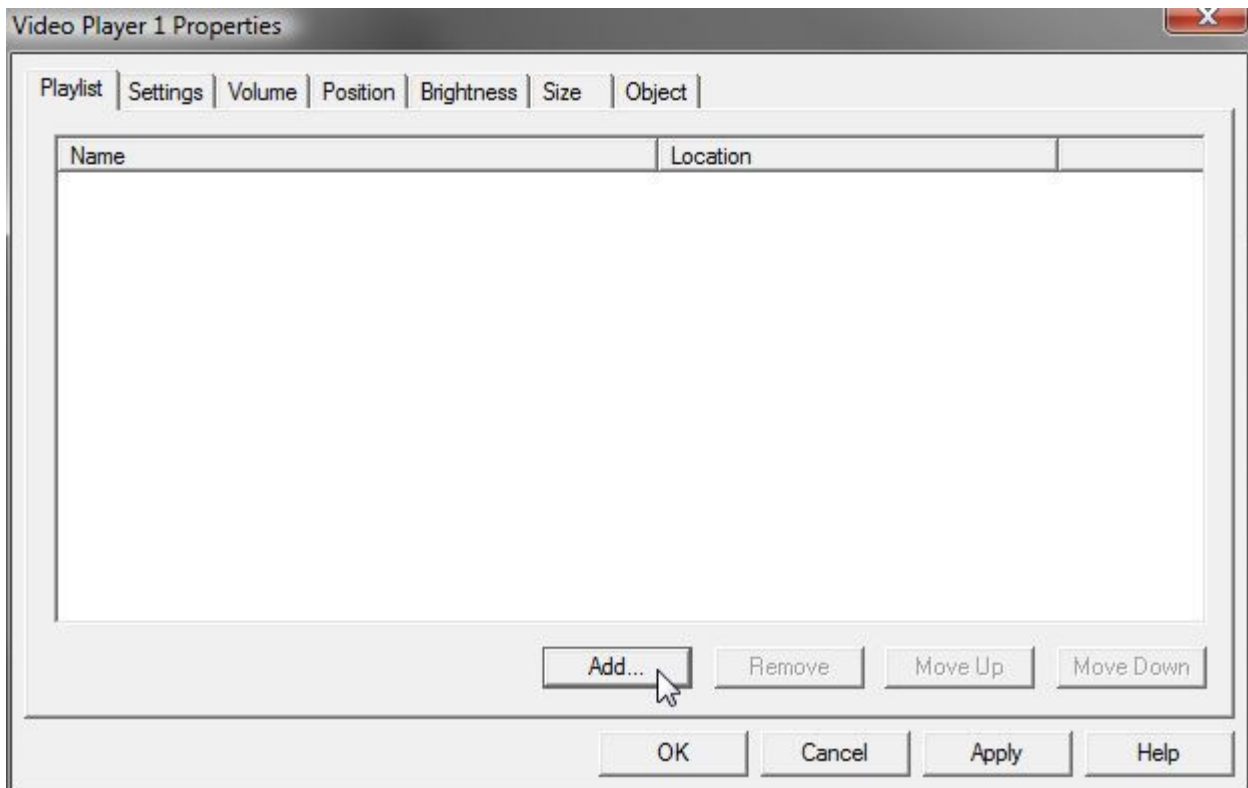 Video Player 1 Properties
X
Playlist Settings Volume Position Brightness Size Object
Name Location
Add... Remove Move Up Move Down
OK Cancel Apply Help